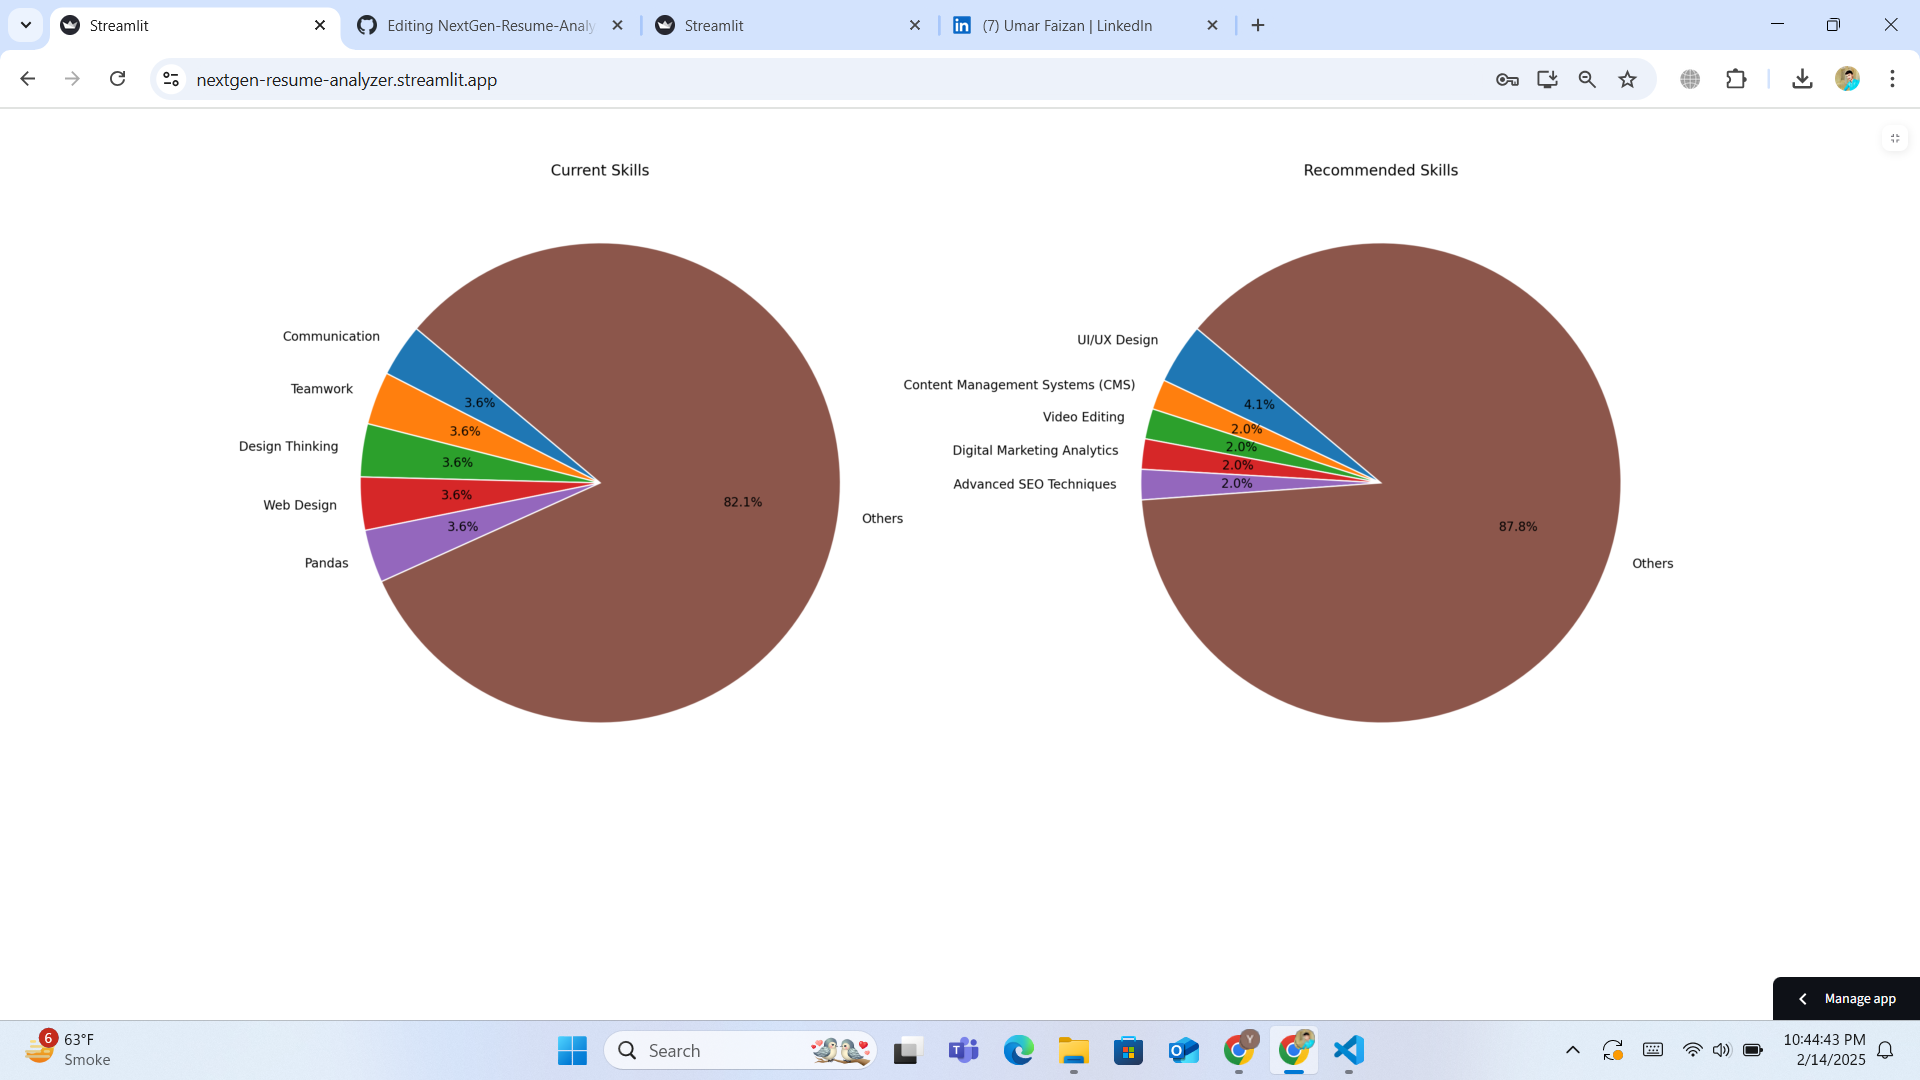 Streamlit
Editing NextGen-Resume-Analy
Streamlit
(7) Umar Faizan | LinkedIn
nextgen-resume-analyzer.streamlit.app
Current Skills
Recommended Skills
Communication
Teamwork
Design Thinking
Web Design
Pandas
Others
3.6%
3.6%
3.6%
3.6%
3.6%
82.1%
UI/UX Design
Content Management Systems (CMS)
Video Editing
Digital Marketing Analytics
Advanced SEO Techniques
Others
4.1%
2.0%
2.0%
2.0%
2.0%
87.8%
Manage app
6
63°F
Smoke
Search
Y
10:44:43 PM
2/14/2025